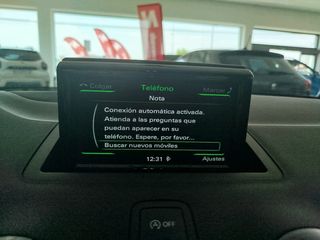 Colgar Teléfono Marcar
Nota
Conexión automática activada.
Atienda a las preguntas que
puedan aparecer en su
teléfono. Espere, por favor...
Buscar nuevos móviles
12:31 Ajustes
OFF